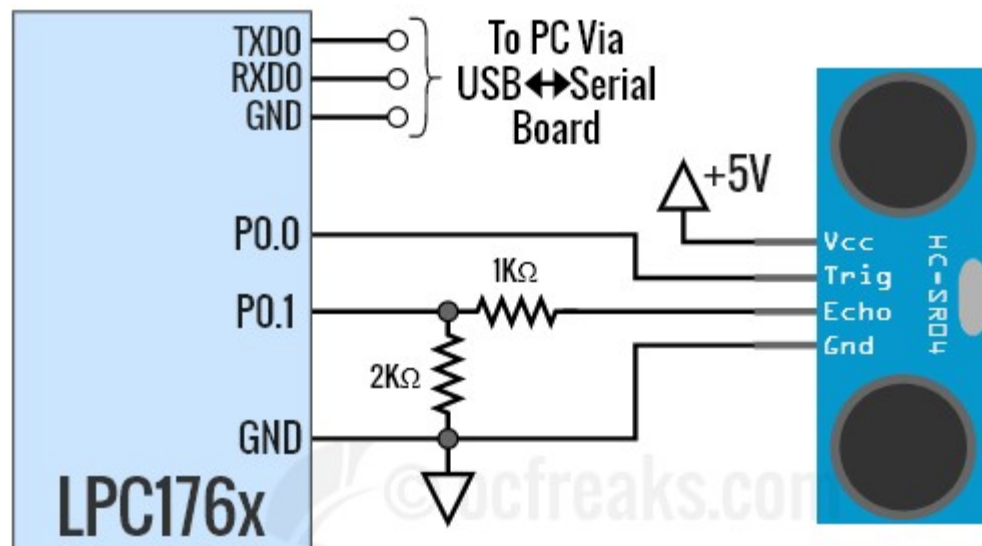 TXD0
RXD0
GND
To PC Via
USB↔Serial
Board
+5V
P0.0
P0.1
GND
1KΩ
2KΩ
LPC176x
Vcc
Trig
Echo
Gnd
HC-SR04